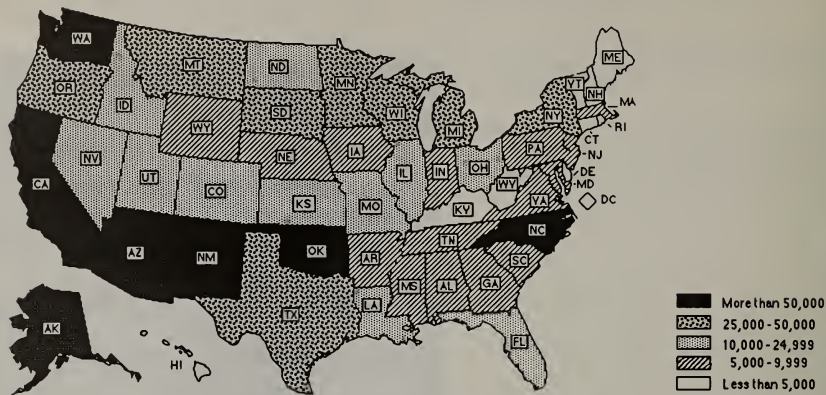 WA
MT
ND
MN
ME
VT
NH
OR
ID
SD
WI
MI
NY
MA
RI
WY
NE
IA
PA
CT
NJ
NV
UT
CO
IL
IN
OH
WV
DE
MD
CA
KS
MO
KY
VA
DC
AZ
NM
OK
AR
TN
NC
SC
TX
LA
MS
AL
GA
FL
AK
HI
More than 50,000
25,000-50,000
10,000-24,999
5,000-9,999
Less than 5,000